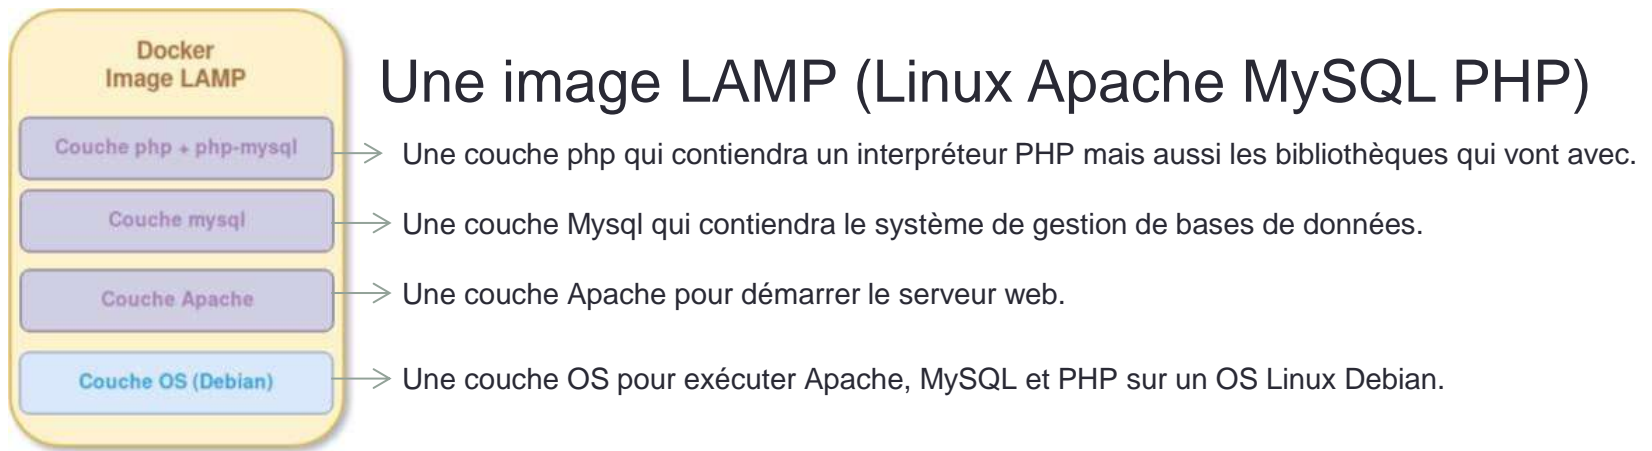 Docker
Image LAMP
Une image LAMP (Linux Apache MySQL PHP)
Couche php + php-mysql
Une couche php qui contiendra un interpréteur PHP mais aussi les bibliothèques qui vont avec.
Couche mysql
Une couche Mysql qui contiendra le système de gestion de bases de données.
Couche Apache
Une couche Apache pour démarrer le serveur web.
Couche OS (Debian)
Une couche OS pour exécuter Apache, MySQL et PHP sur un OS Linux Debian.